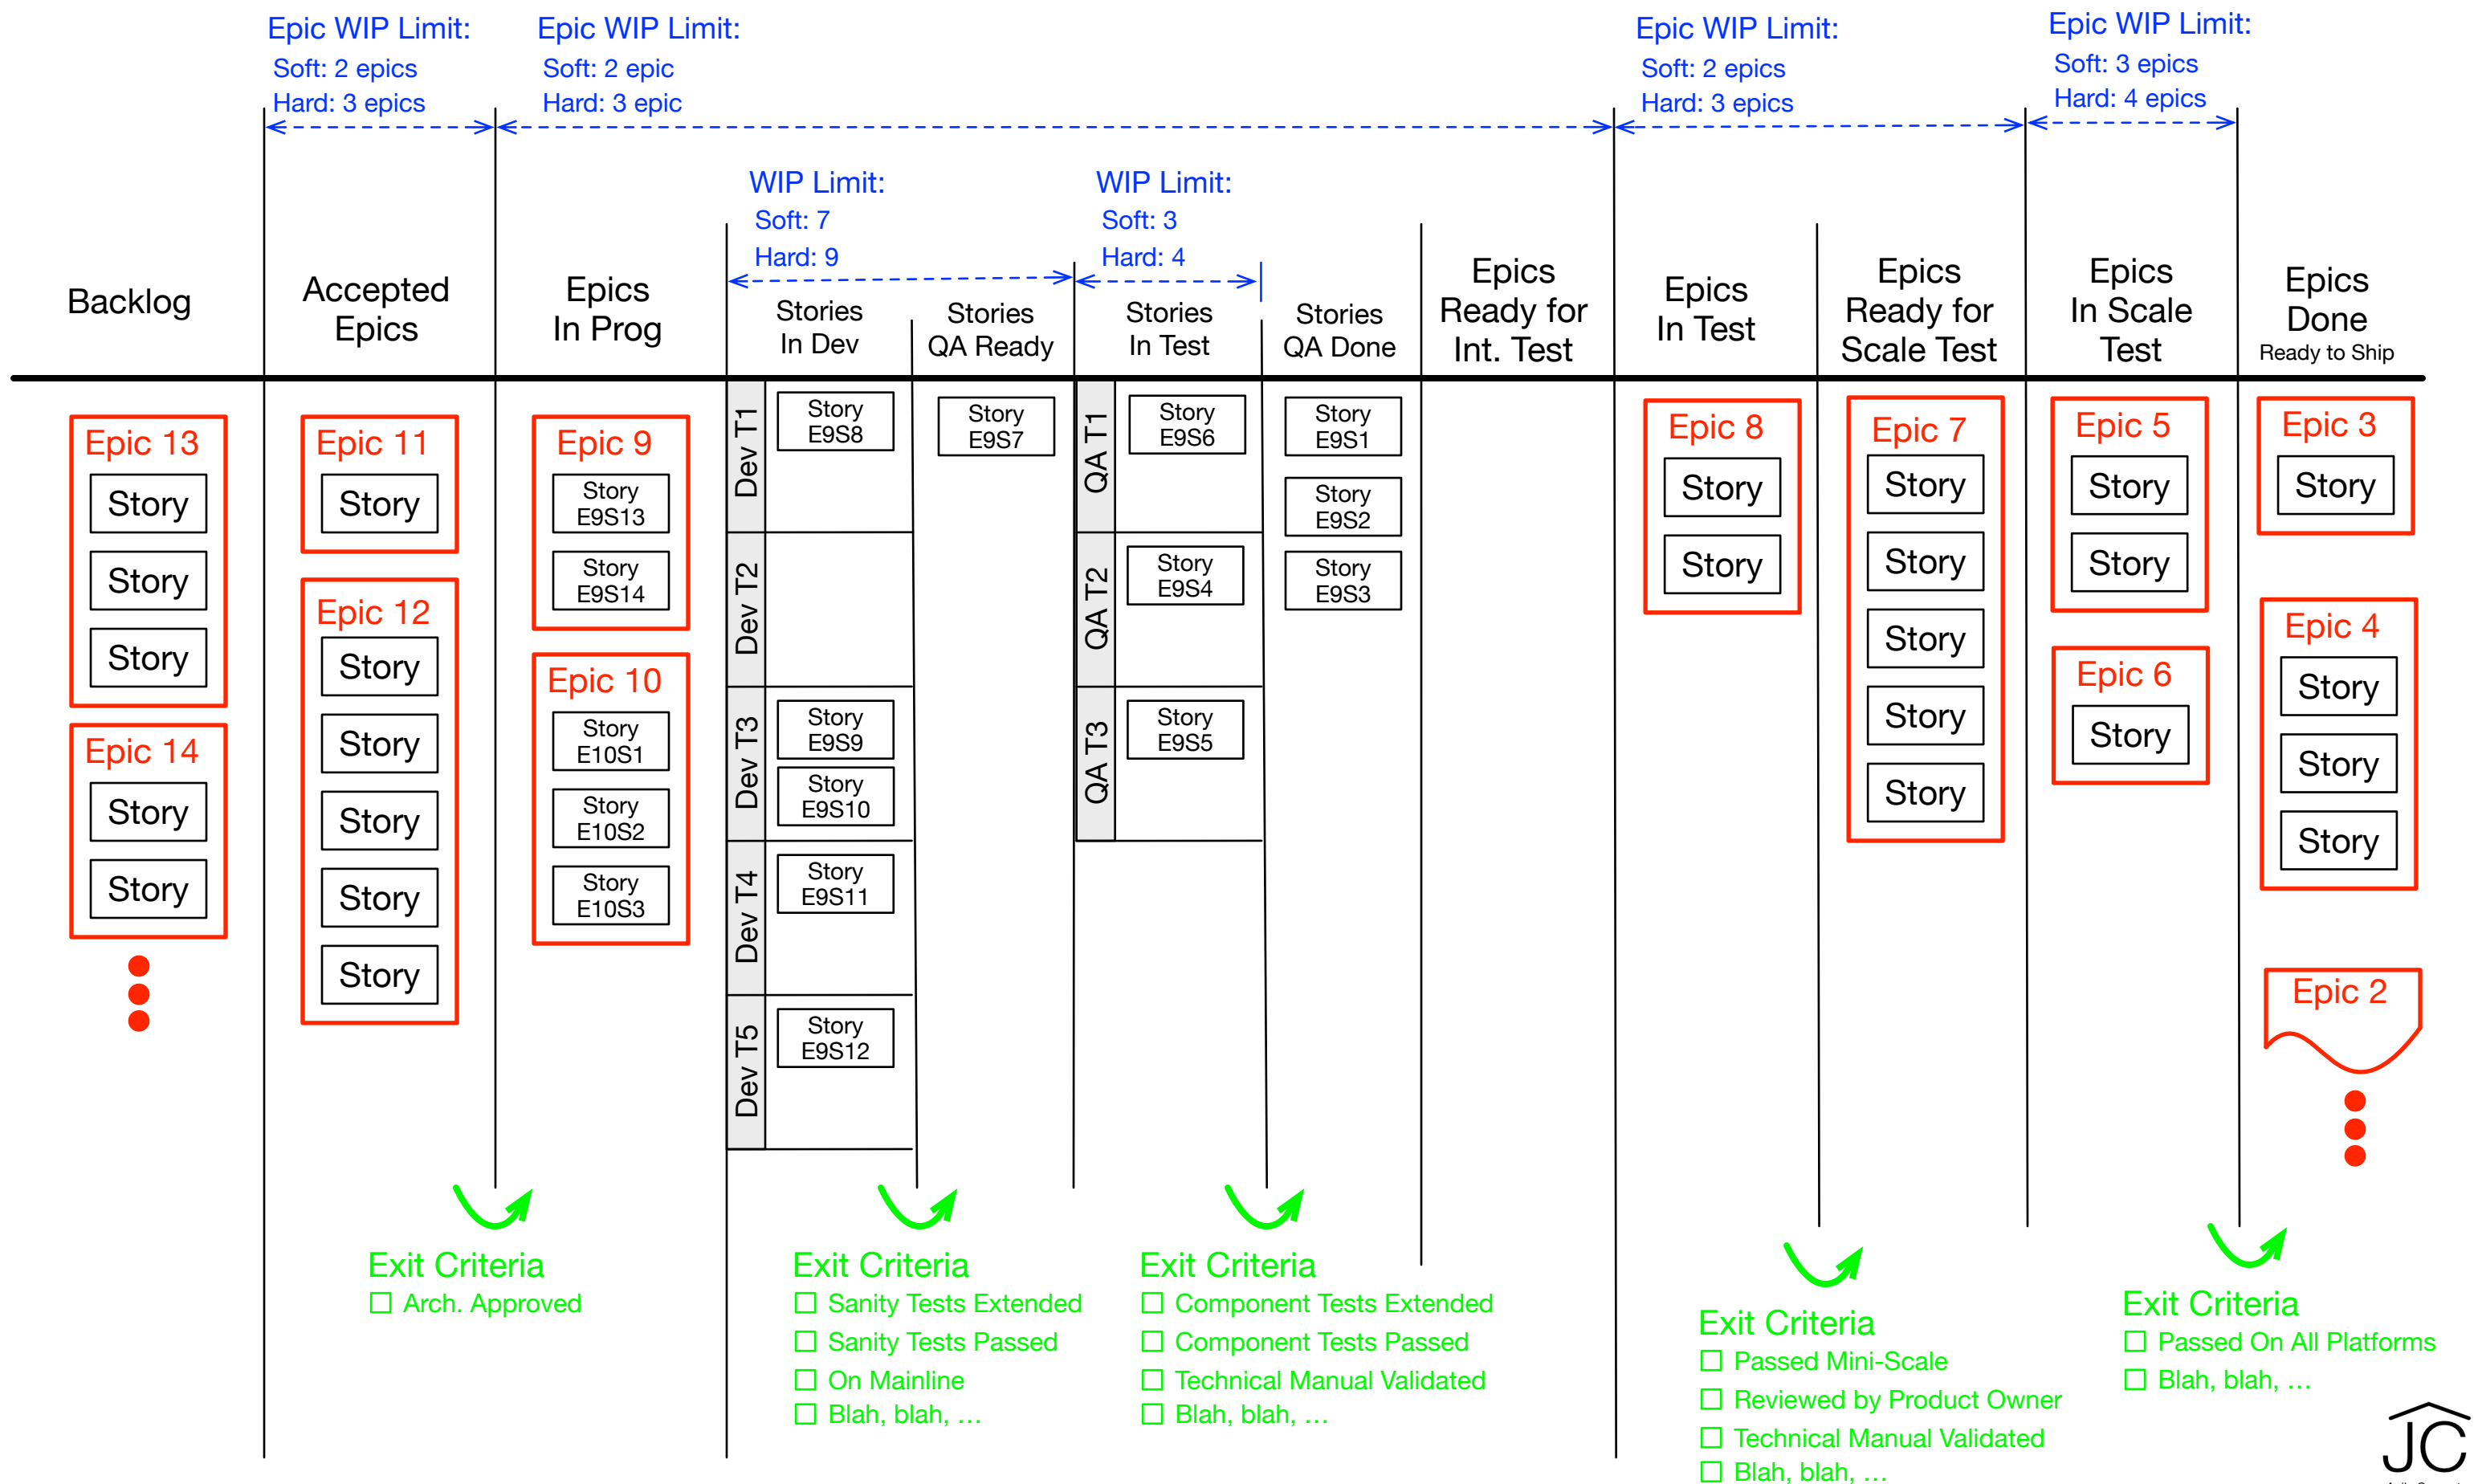 Epic WIP Limit:
Soft: 2 epics
Hard: 3 epics
Epic WIP Limit:
Soft: 2 epic
Hard: 3 epic
Epic WIP Limit:
Soft: 2 epics
Hard: 3 epics
Epic WIP Limit:
Soft: 3 epics
Hard: 4 epics
WIP Limit:
Soft: 7
Hard: 9
WIP Limit:
Soft: 3
Hard: 4
Backlog
Accepted
Epics
Epics
In Prog
Stories
In Dev
Stories
QA Ready
Stories
In Test
Stories
QA Done
Epics
Ready for
Int. Test
Epics
In Test
Epics
Ready for
Scale Test
Epics
In Scale
Test
Epics
Done
Ready to Ship
Epic 13
Story
Story
Story
Epic 14
Story
Story
Epic 11
Story
Epic 12
Story
Story
Story
Story
Story
Epic 9
Story
E9S13
Story
E9S14
Epic 10
Story
E10S1
Story
E10S2
Story
E10S3
Dev T1
Story
E9S8
Dev T2
Dev T3
Story
E9S9
Story
E9S10
Dev T4
Story
E9S11
Dev T5
Story
E9S12
Story
E9S7
QA T1
Story
E9S6
QA T2
Story
E9S4
QA T3
Story
E9S5
Story
E9S1
Story
E9S2
Story
E9S3
Epic 8
Story
Story
Epic 7
Story
Story
Story
Story
Story
Epic 5
Story
Story
Epic 6
Story
Epic 3
Story
Epic 4
Story
Story
Story
Epic 2
Exit Criteria
Arch. Approved
Exit Criteria
Sanity Tests Extended
Sanity Tests Passed
On Mainline
Blah, blah, …
Exit Criteria
Component Tests Extended
Component Tests Passed
Technical Manual Validated
Blah, blah, …
Exit Criteria
Passed Mini-Scale
Reviewed by Product Owner
Technical Manual Validated
Blah, blah, …
Exit Criteria
Passed On All Platforms
Blah, blah, …
JC